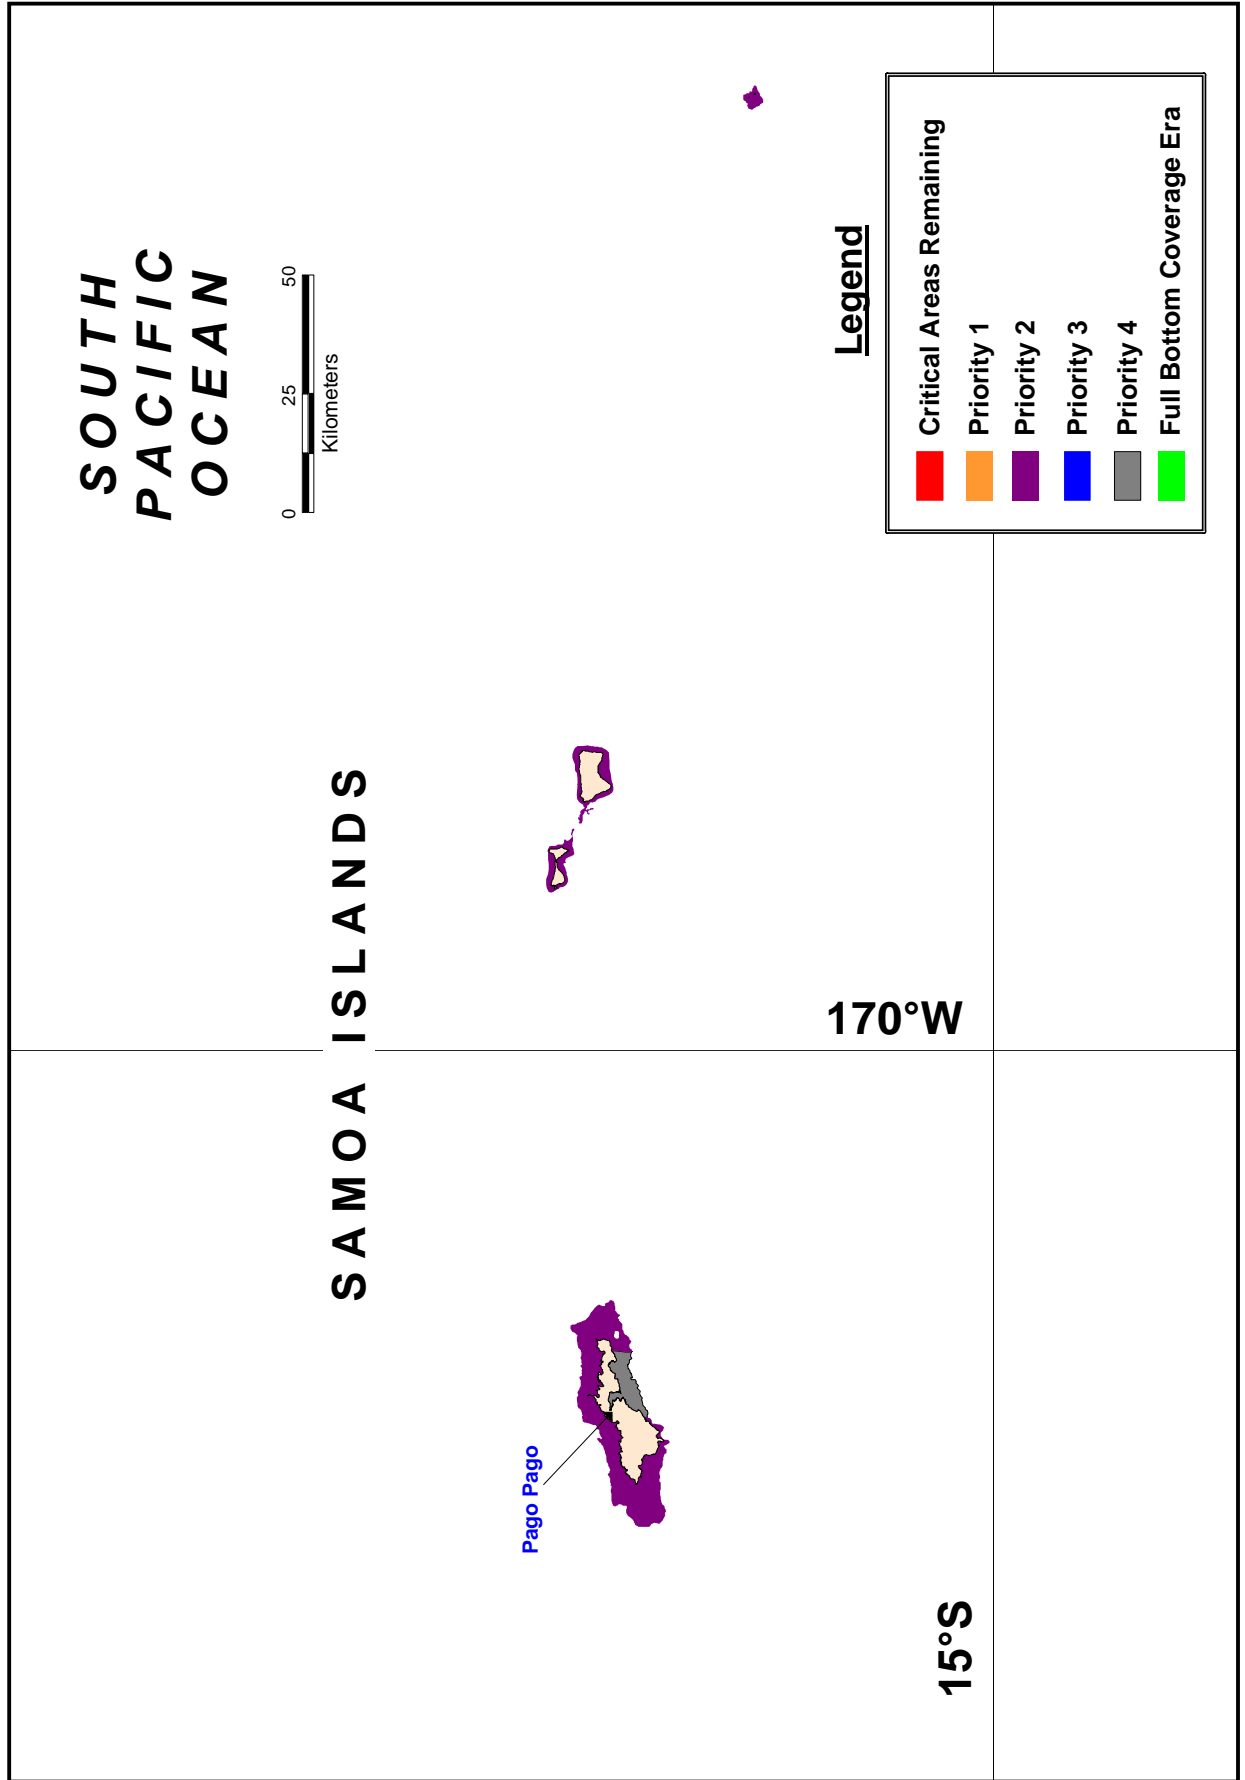 SOUTH
PACIFIC
OCEAN
0 25 50
Kilometers
SAMOA ISLANDS
Pago Pago
170°W
15°S
Legend
Critical Areas Remaining
Priority 1
Priority 2
Priority 3
Priority 4
Full Bottom Coverage Era